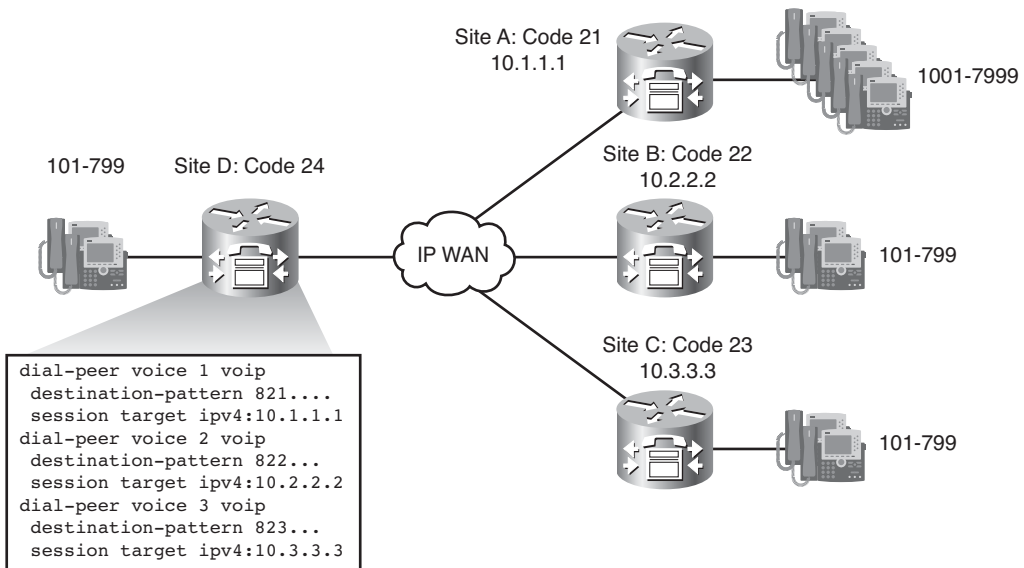 Site A: Code 21
10.1.1.1
1001-7999
101-799
Site D: Code 24
Site B: Code 22
10.2.2.2
IP WAN
101-799
Site C: Code 23
10.3.3.3
101-799
dial-peer voice 1 voip
destination-pattern 821....
session target ipv4:10.1.1.1
dial-peer voice 2 voip
destination-pattern 822...
session target ipv4:10.2.2.2
dial-peer voice 3 voip
destination-pattern 823...
session target ipv4:10.3.3.3